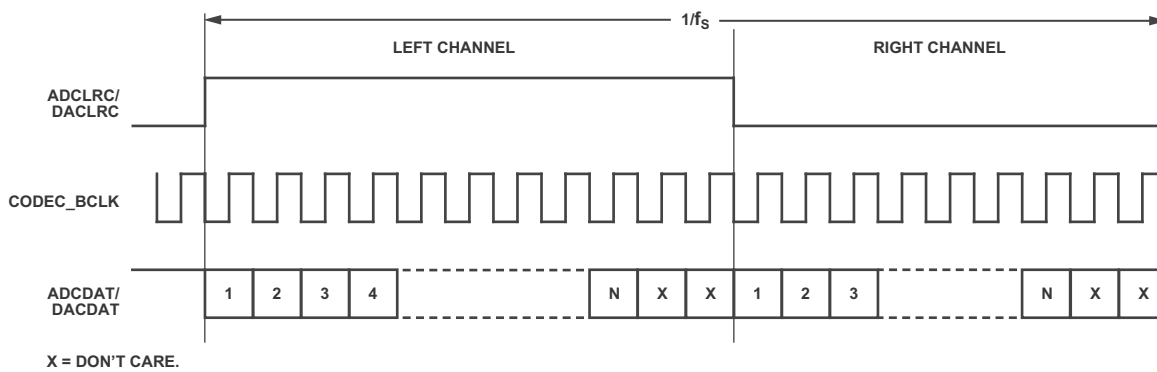 1/fS
LEFT CHANNEL
RIGHT CHANNEL
ADCLRC/
DACLRC
CODEC_BCLK
ADCDAT/
DACDAT
1 2 3 4 N X X 1 2 3 N X X
X = DON'T CARE.